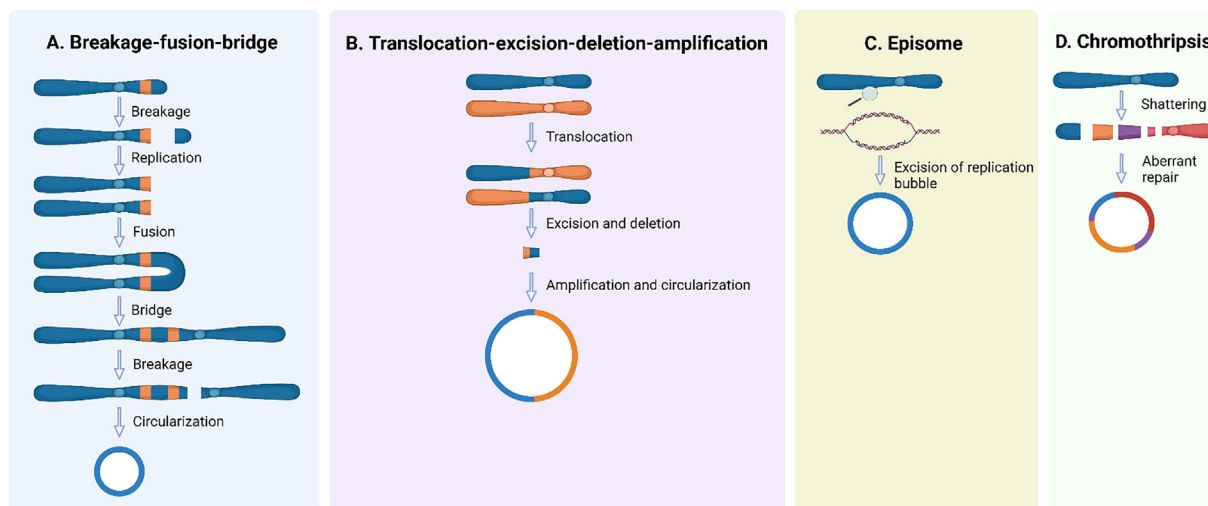 A. Breakage-fusion-bridge
Breakage
Replication
Fusion
Bridge
Breakage
Circularization
B. Translocation-excision-deletion-amplification
Translocation
Excision and deletion
Amplification and circularization
C. Episome
Excision of replication
bubble
D. Chromothripsis
Shattering
Aberrant
repair